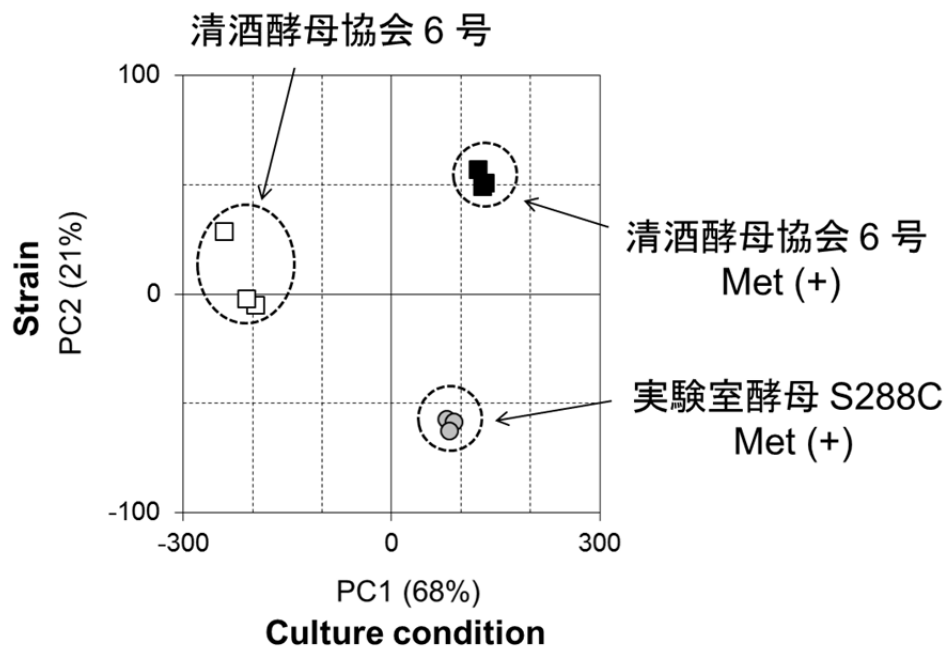 清酒酵母協会 6 号
100
清酒酵母協会 6 号
Met (+)
Strain
PC2 (21%)
0
実験室酵母 S288C
Met (+)
-100
-300
0
300
PC1 (68%)
Culture condition